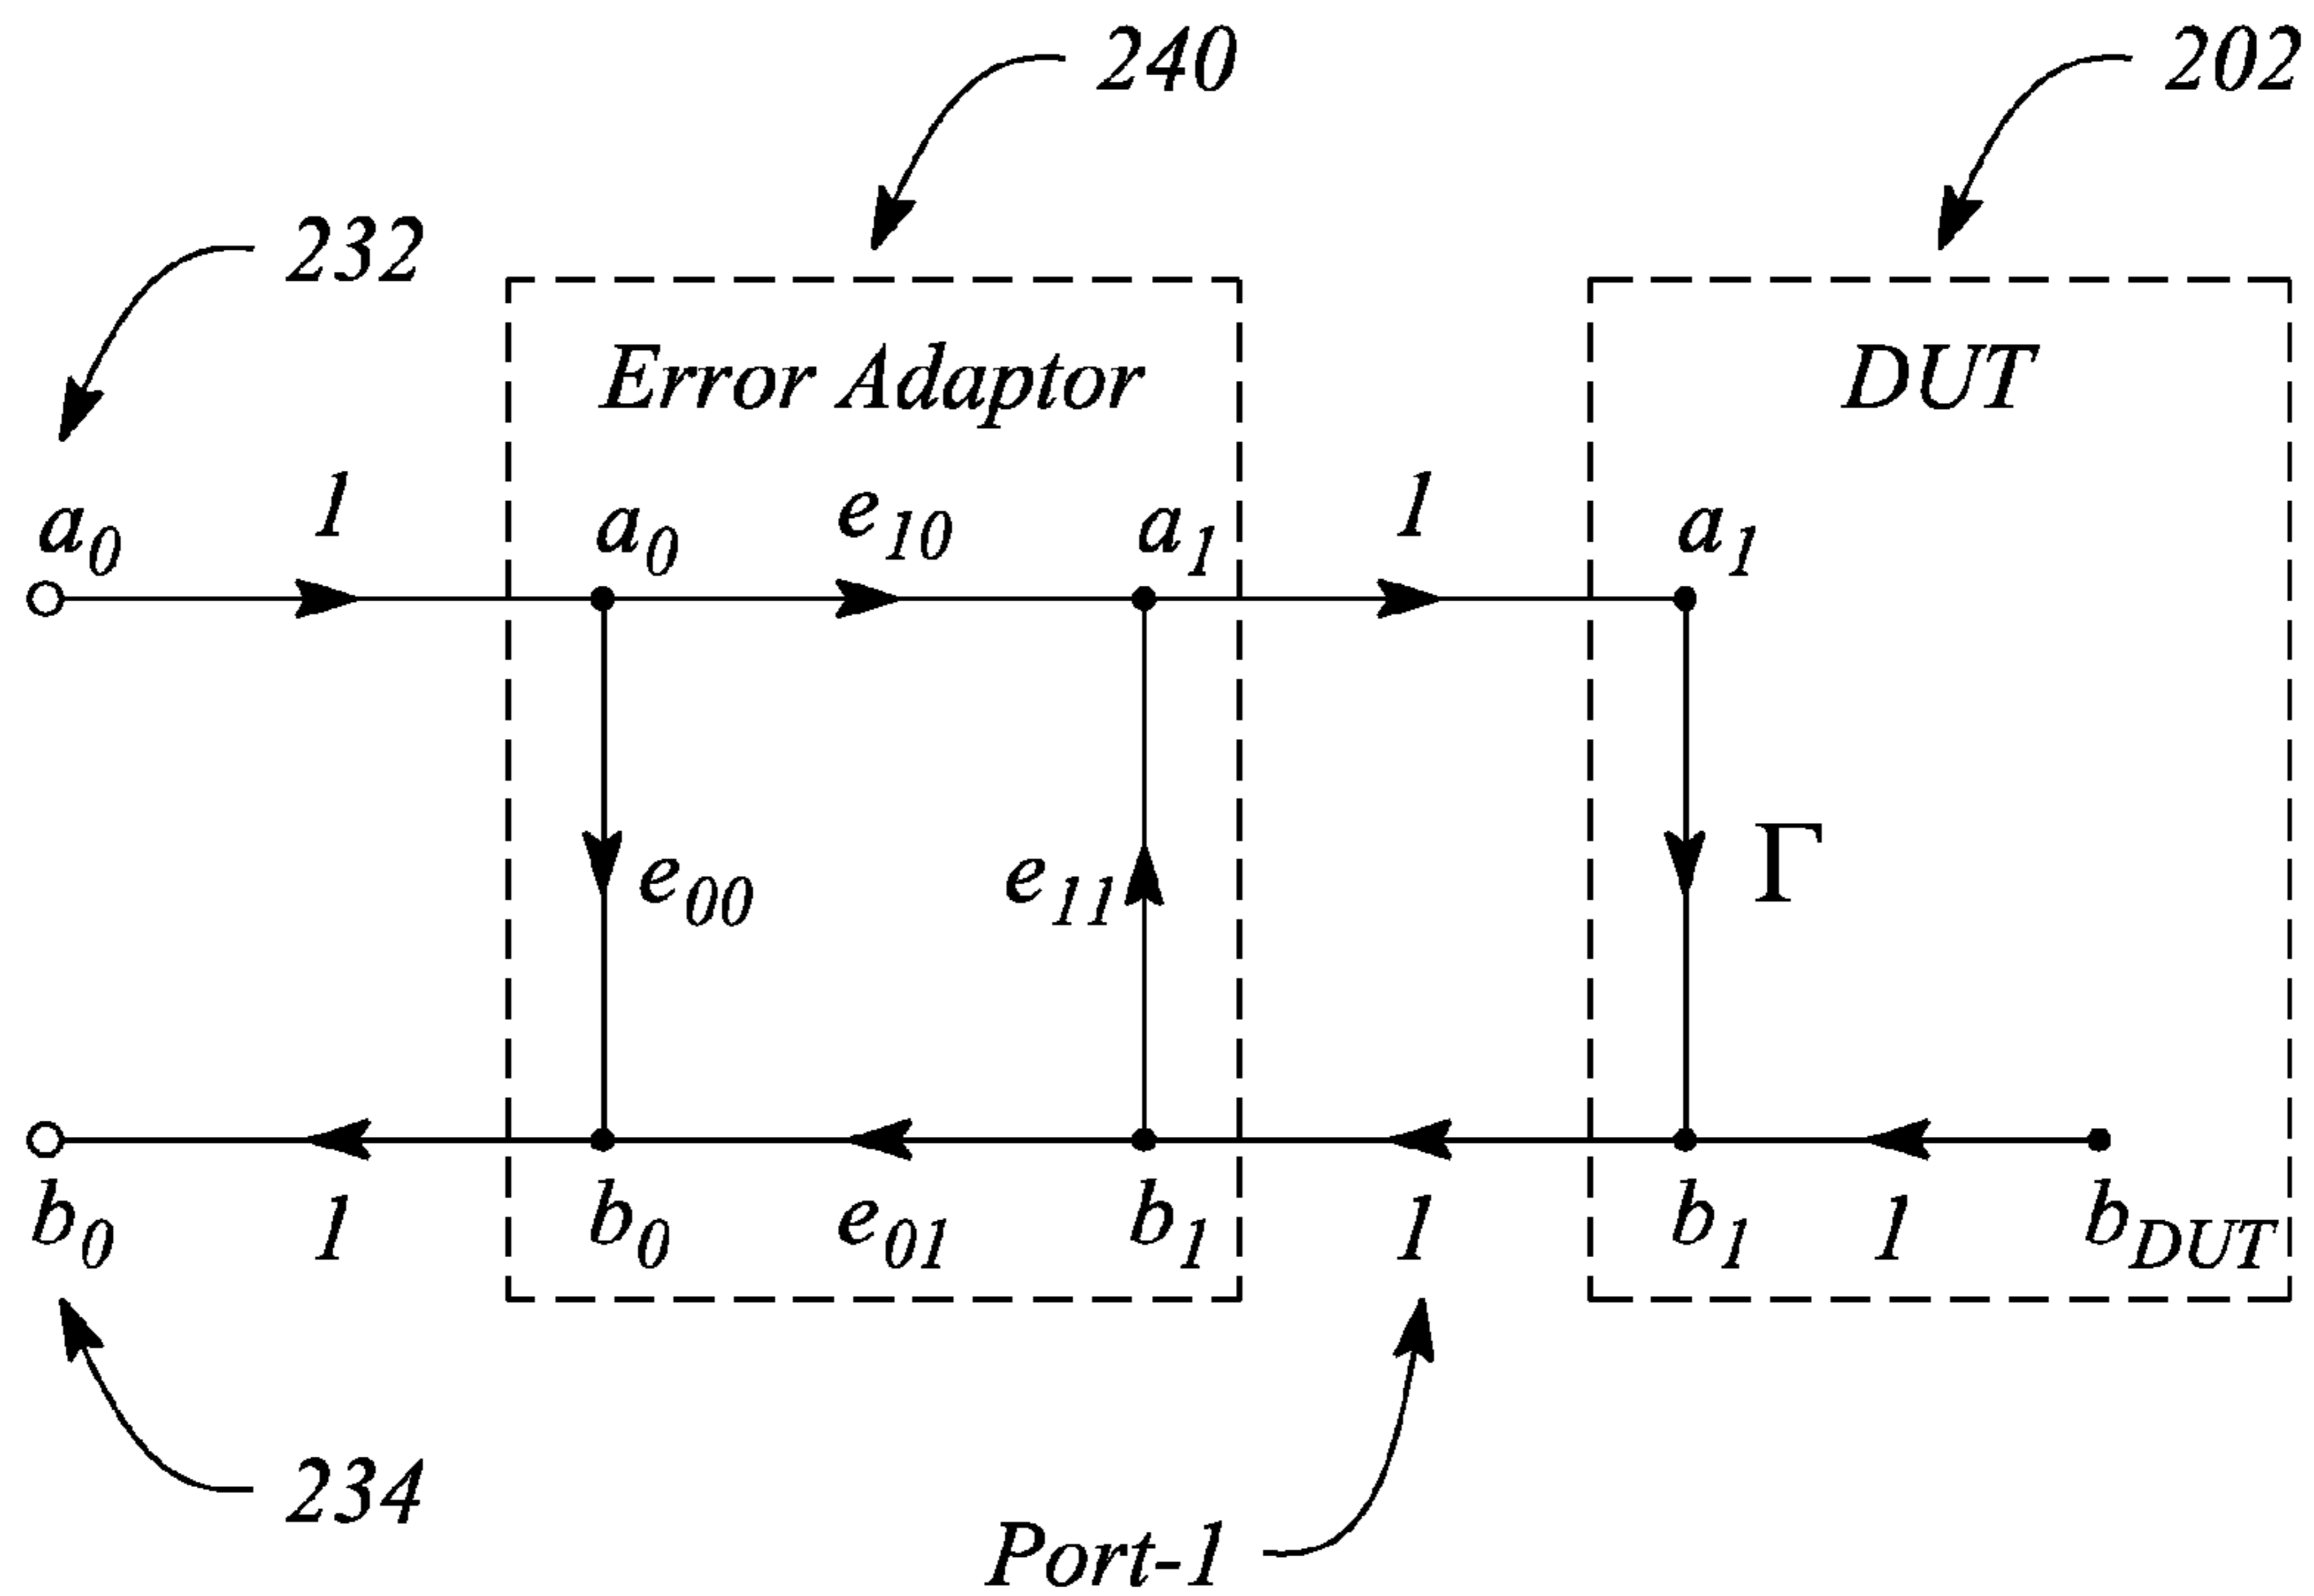 240
202
232
Error Adaptor
DUT
a0 1 a0 e10 a1 1 a1
e00 e11 Γ
b0 1 b0 e01 b1 1 b1 1 bDUT
234
Port-1